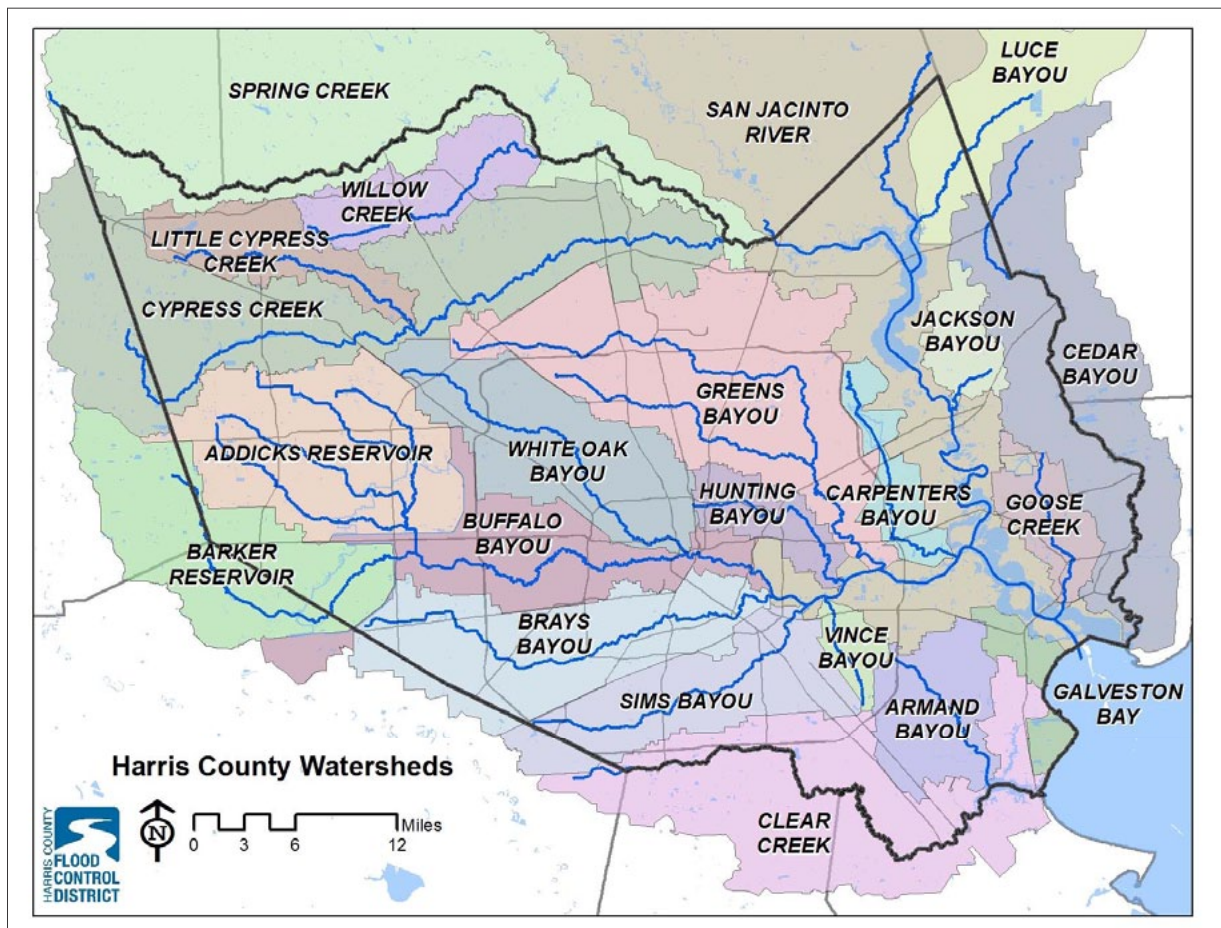 LUCE
BAYOU
SPRING CREEK
SAN JACINTO
RIVER
WILLOW
CREEK
LITTLE CYPRESS
CREEK
CYPRESS CREEK
JACKSON
BAYOU
CEDAR
BAYOU
GREENS
BAYOU
ADDICKS RESERVOIR
WHITE OAK
BAYOU
HUNTING
BAYOU
CARPENTERS
BAYOU
GOOSE
CREEK
BUFFALO
BAYOU
BARKER
RESERVOIR
BRAYS
BAYOU
VINCE
BAYOU
SIMS BAYOU
ARMAND
BAYOU
GALVESTON
BAY
CLEAR
CREEK
Harris County Watersheds
N
0 3 6 12 Miles
HARRIS COUNTY
FLOOD
CONTROL
DISTRICT